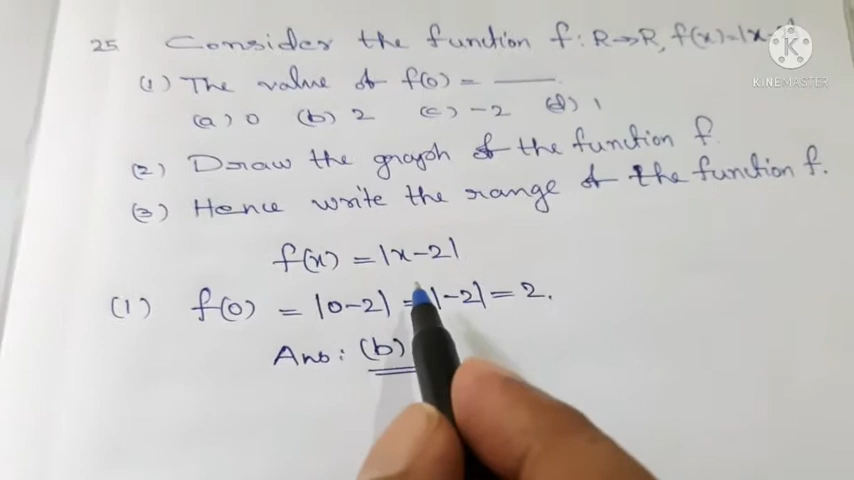 25 Consider the function f: R→R, f(x)=|x-
(1) The value of f(0) = ____.
(a) 0 (b) 2 (c) -2 (d) 1
(2) Draw the graph of the function f.
(3) Hence write the range of the function f.
f(x) = |x-2|
(1) f(0) = |0-2| = |-2| = 2.
Ans: (b)
K
KINEMASTER